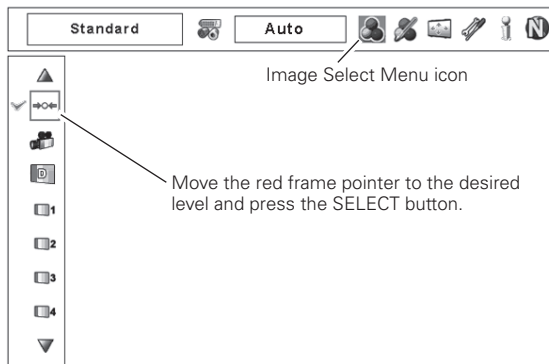 Standard
Auto
N
Image Select Menu icon
D
Move the red frame pointer to the desired
level and press the SELECT button.
1
2
3
4